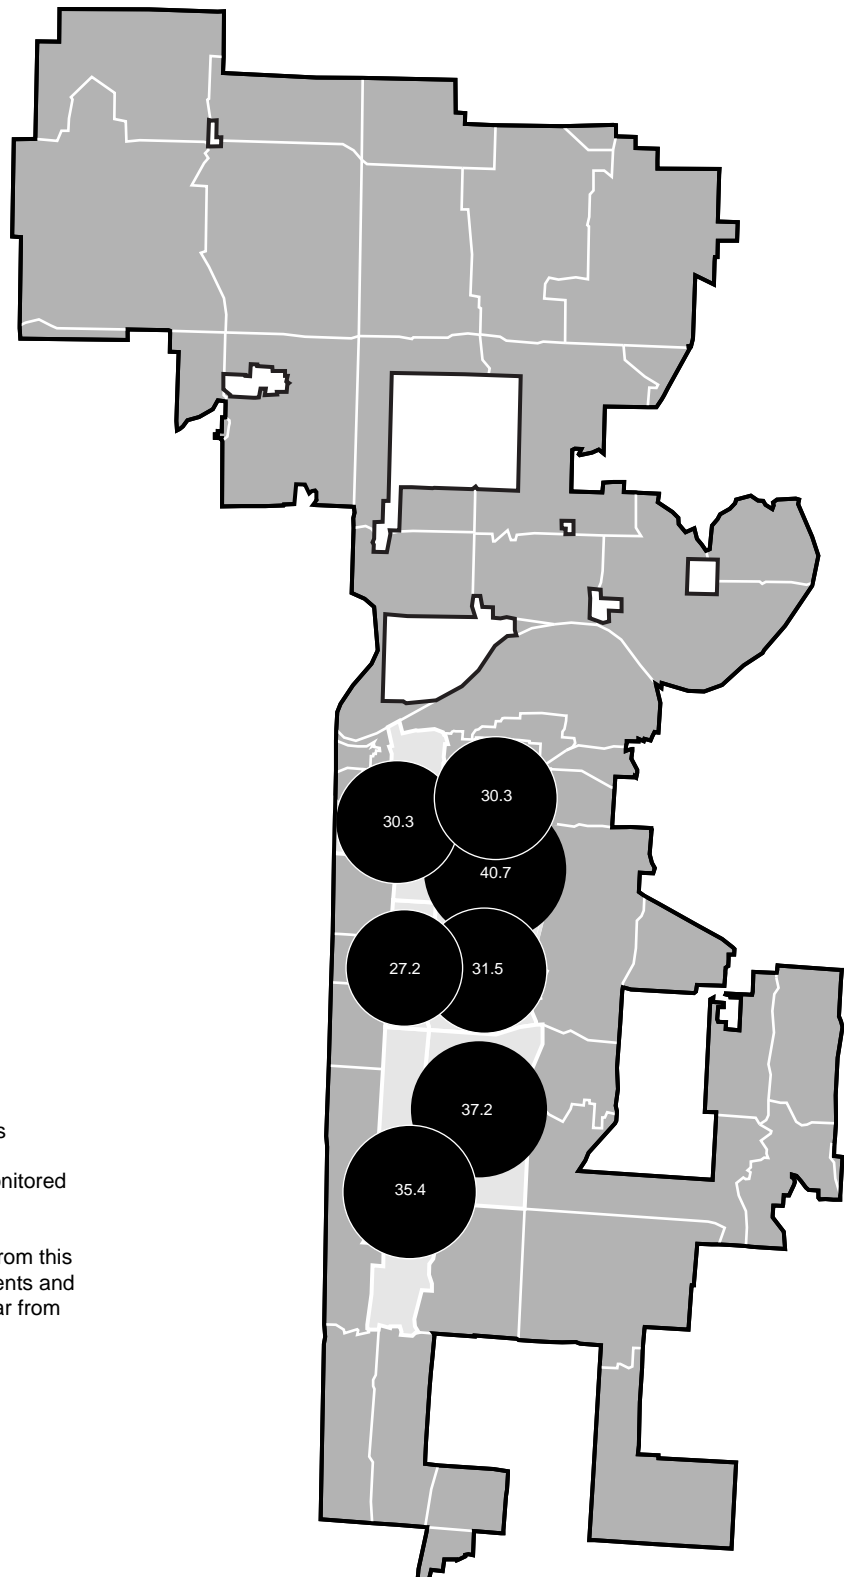 30.3
30.3
40.7
27.2
31.5
37.2
35.4
s
nitored
rom this
ents and
ar from